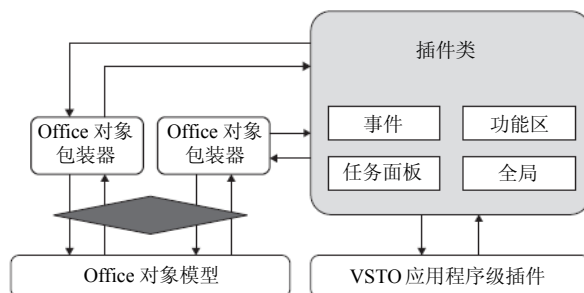 插件类
Office 对象
包装器
Office 对象
包装器
事件
功能区
任务面板
全局
Office 对象模型
VSTO 应用程序级插件